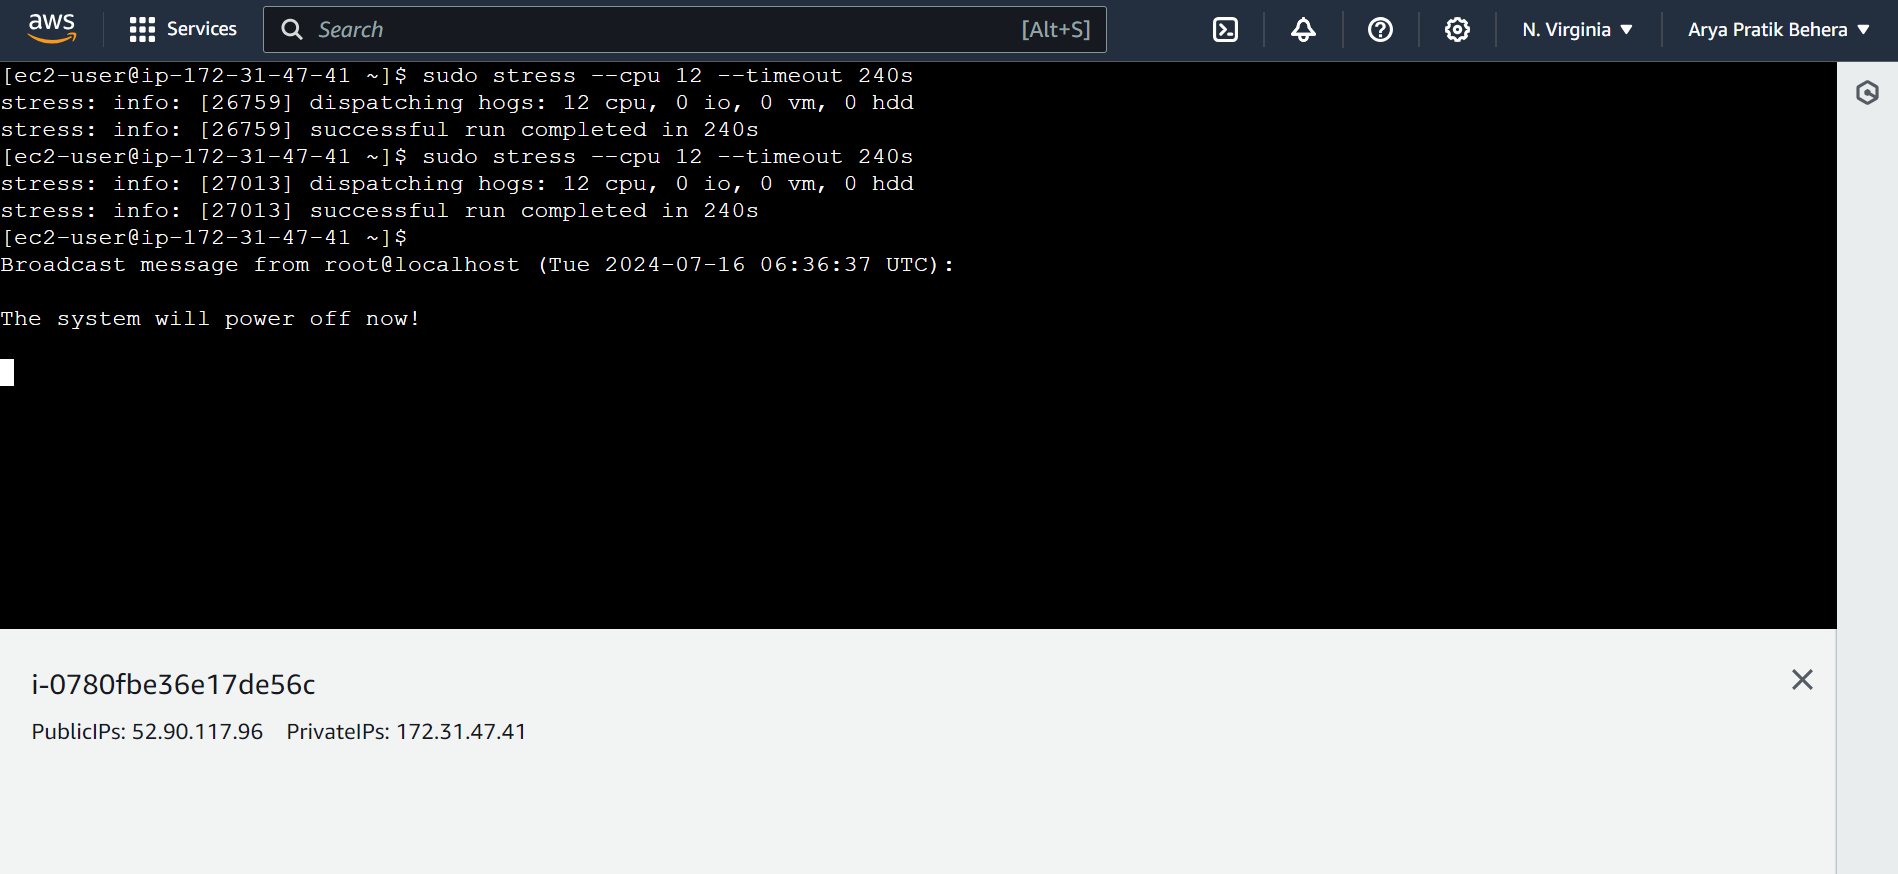 aws Services Search [Alt+S] N. Virginia Arya Pratik Behera
[ec2-user@ip-172-31-47-41 ~]$ sudo stress --cpu 12 --timeout 240s
stress: info: [26759] dispatching hogs: 12 cpu, 0 io, 0 vm, 0 hdd
stress: info: [26759] successful run completed in 240s
[ec2-user@ip-172-31-47-41 ~]$ sudo stress --cpu 12 --timeout 240s
stress: info: [27013] dispatching hogs: 12 cpu, 0 io, 0 vm, 0 hdd
stress: info: [27013] successful run completed in 240s
[ec2-user@ip-172-31-47-41 ~]$
Broadcast message from root@localhost (Tue 2024-07-16 06:36:37 UTC):
The system will power off now!
i-0780fbe36e17de56c
PublicIPs: 52.90.117.96 PrivateIPs: 172.31.47.41